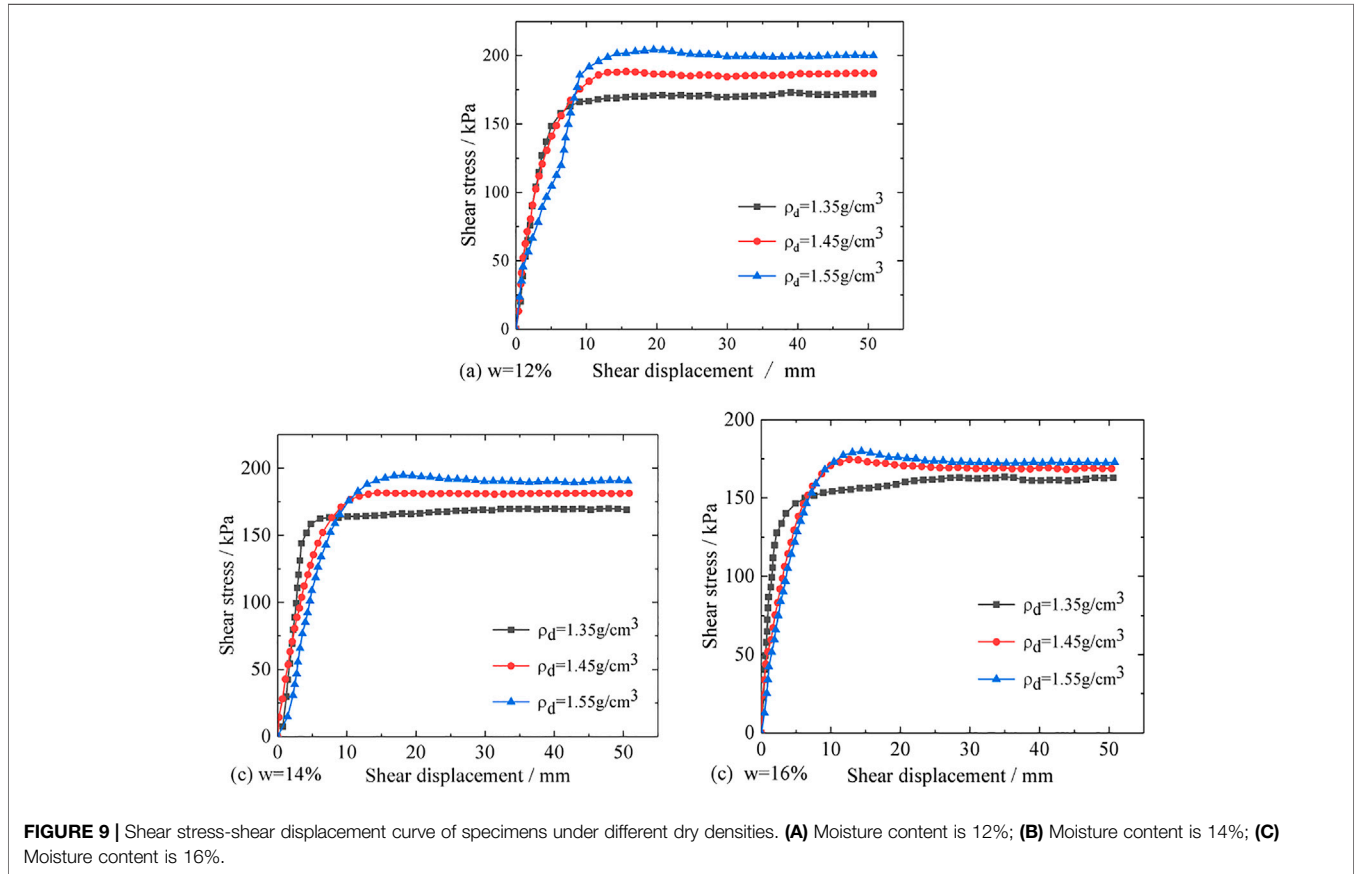 200
150
100
50
0
Shear stress / kPa
ρd=1.35g/cm³
ρd=1.45g/cm³
ρd=1.55g/cm³
0 10 20 30 40 50
(a) w=12% Shear displacement / mm
200
150
100
50
0
Shear stress / kPa
ρd=1.35g/cm³
ρd=1.45g/cm³
ρd=1.55g/cm³
0 10 20 30 40 50
(c) w=14% Shear displacement / mm
200
150
100
50
0
Shear stress / kPa
ρd=1.35g/cm³
ρd=1.45g/cm³
ρd=1.55g/cm³
0 10 20 30 40 50
(c) w=16% Shear displacement / mm
FIGURE 9 | Shear stress-shear displacement curve of specimens under different dry densities. (A) Moisture content is 12%; (B) Moisture content is 14%; (C)
Moisture content is 16%.